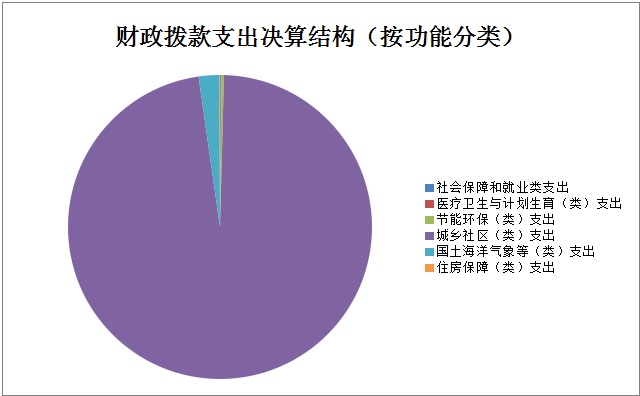 财政拨款支出决算结构（按功能分类）
社会保障和就业类支出
医疗卫生与计划生育（类）支出
节能环保（类）支出
城乡社区（类）支出
国土海洋气象等（类）支出
住房保障（类）支出